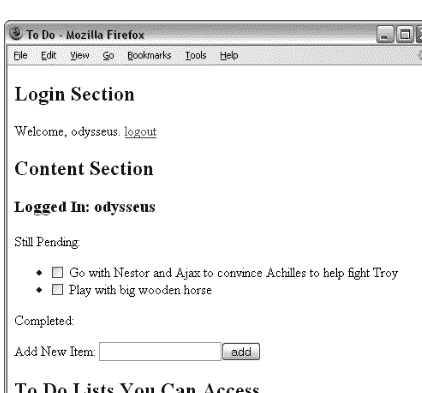 To Do - Mozilla Firefox
File Edit View Go Bookmarks Tools Help
Login Section
Welcome, odysseus. logout
Content Section
Logged In: odysseus
Still Pending:
Go with Nestor and Ajax to convince Achilles to help fight Troy
Play with big wooden horse
Completed:
Add New Item: add
To Do Lists You Can Access